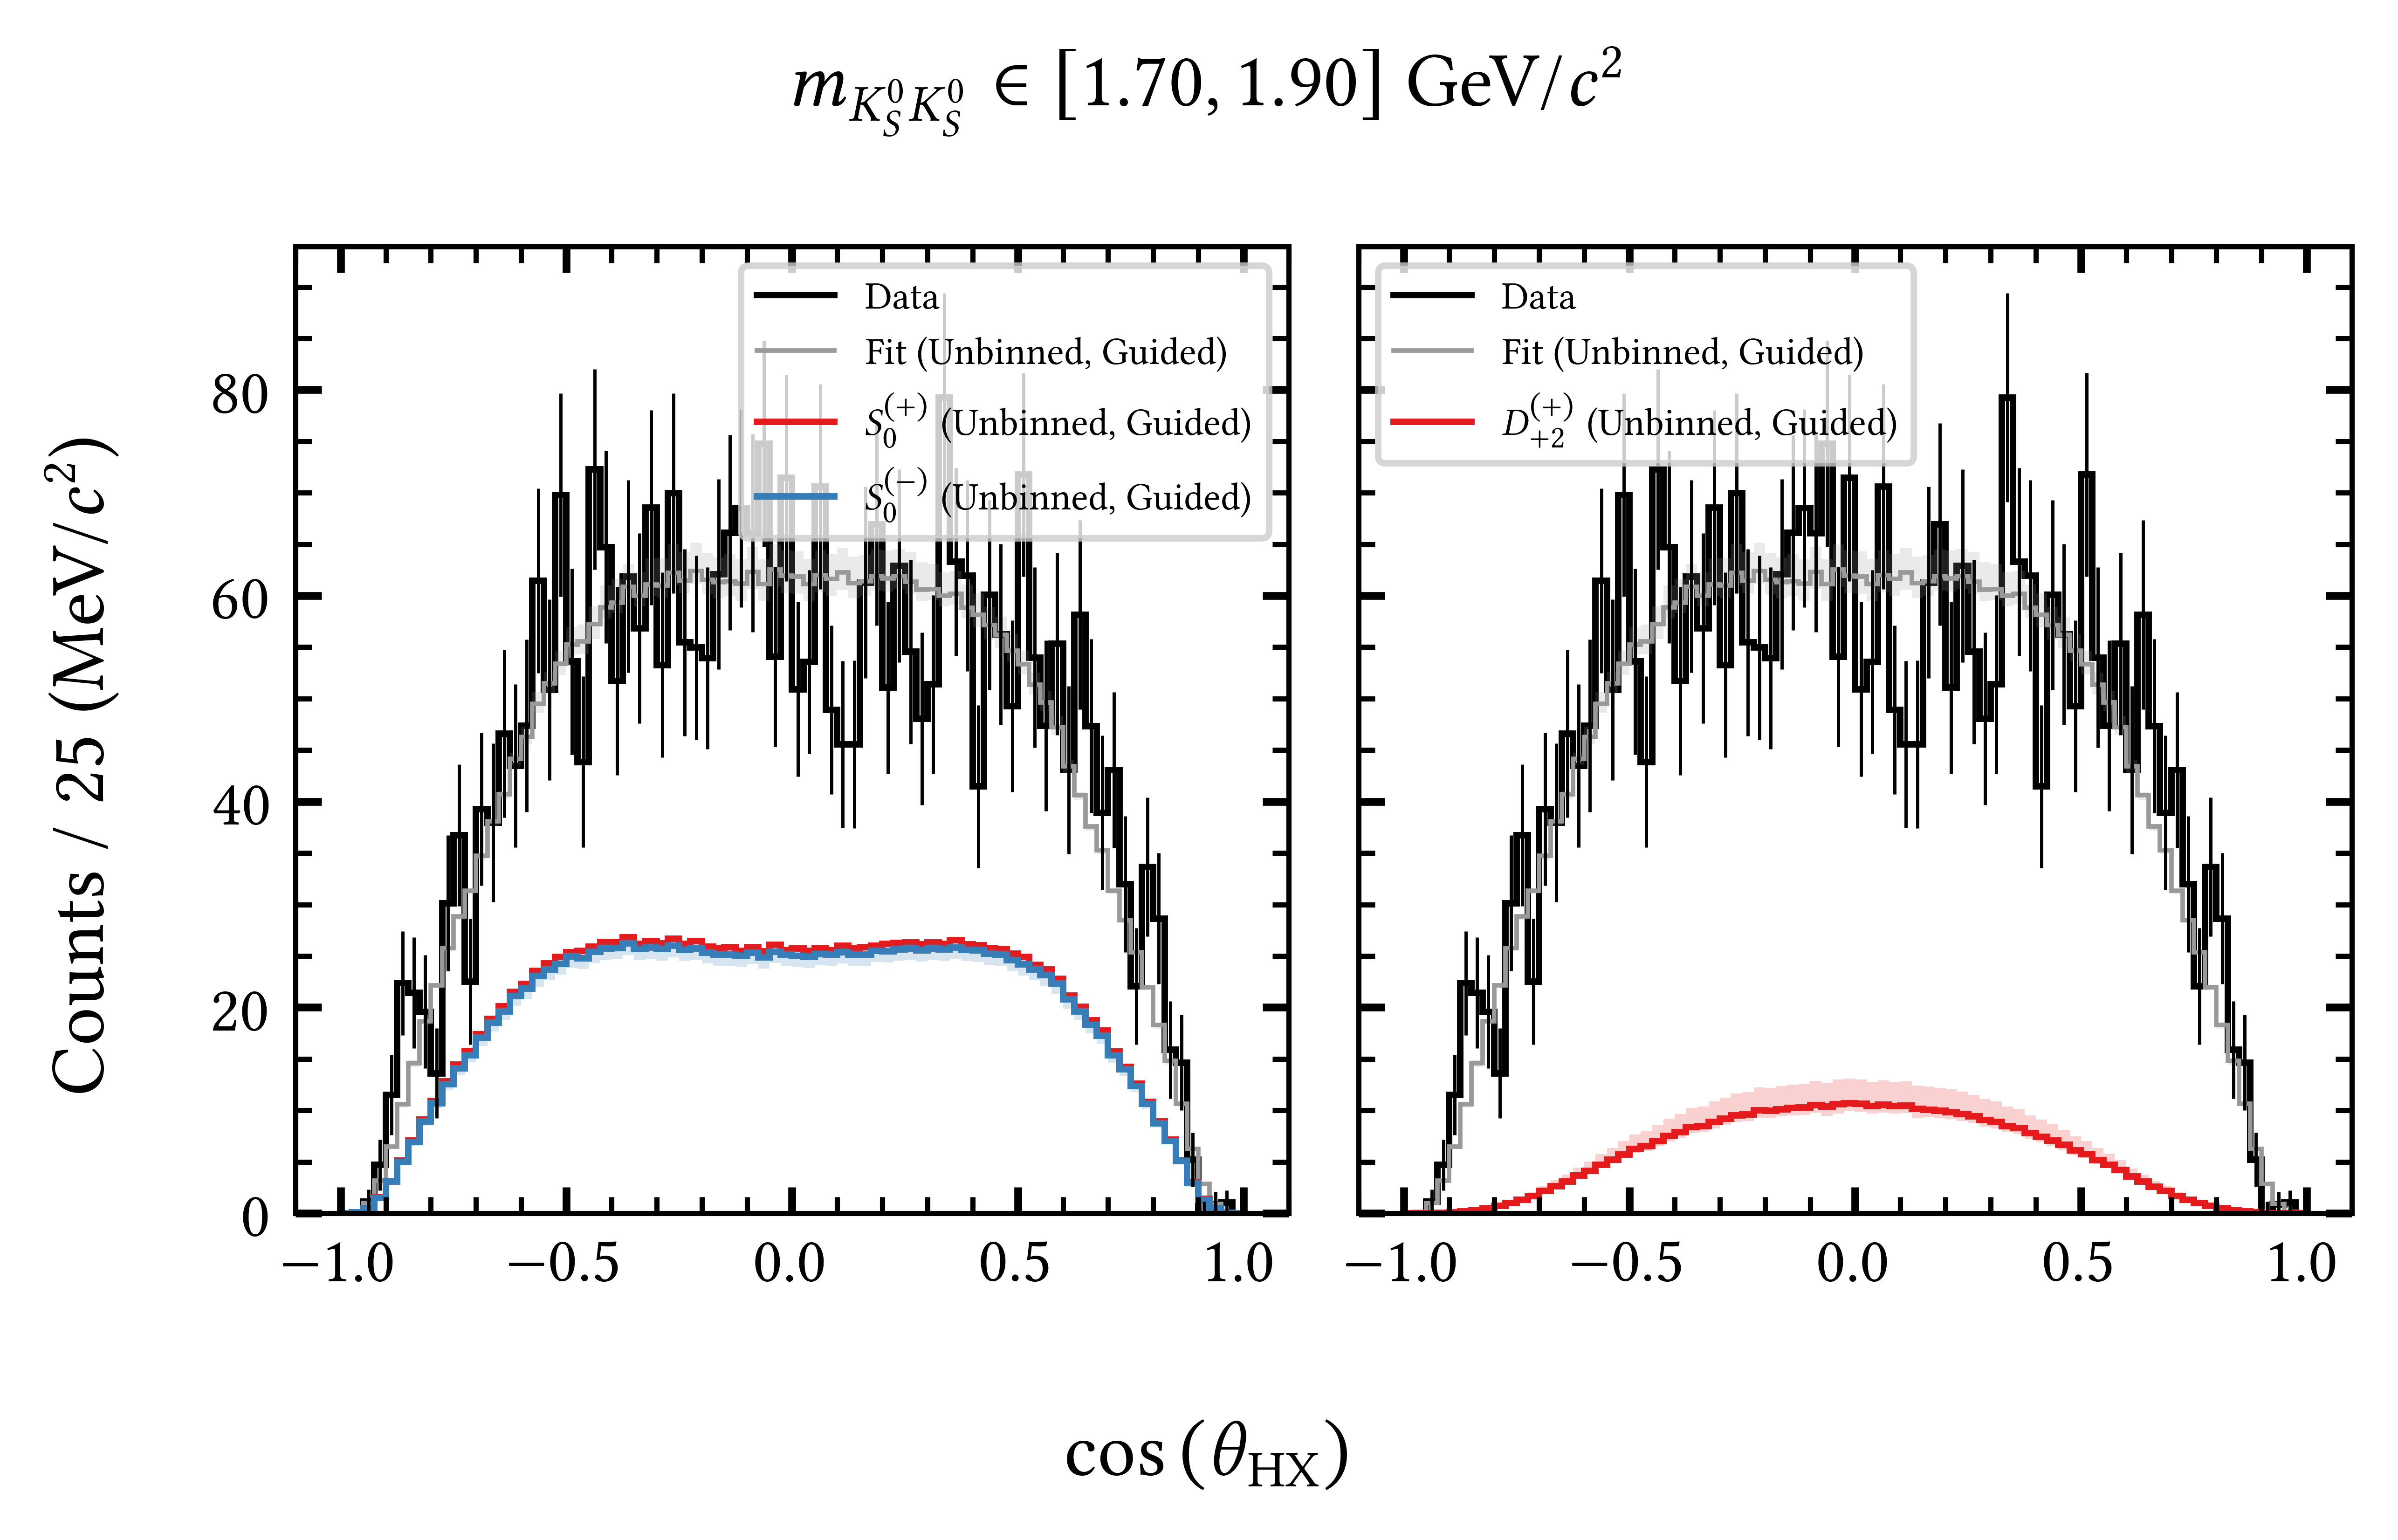 m_{K_S^0 K_S^0} ∈ [1.70, 1.90] GeV/c²
Counts / 25 (MeV/c²)
80
60
40
20
0
Data
Fit (Unbinned, Guided)
S_0^{(+)} (Unbinned, Guided)
S_0^{(−)} (Unbinned, Guided)
−1.0 −0.5 0.0 0.5 1.0
Data
Fit (Unbinned, Guided)
D_{+2}^{(+)} (Unbinned, Guided)
−1.0 −0.5 0.0 0.5 1.0
cos (θ_{HX})